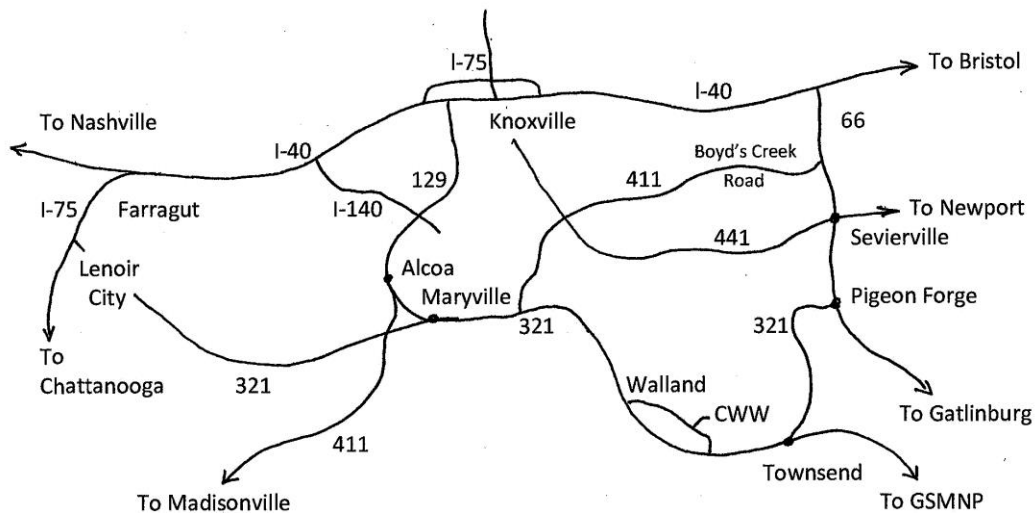 I-75
To Bristol
I-40
To Nashville
Knoxville
66
I-40
Boyd's Creek
Road
129
411
I-75
Farragut
I-140
To Newport
Sevierville
441
Lenoir
City
Alcoa
Maryville
321
321
Pigeon Forge
To
Chattanooga
321
Walland
CWW
To Gatlinburg
411
Townsend
To Madisonville
To GSMNP